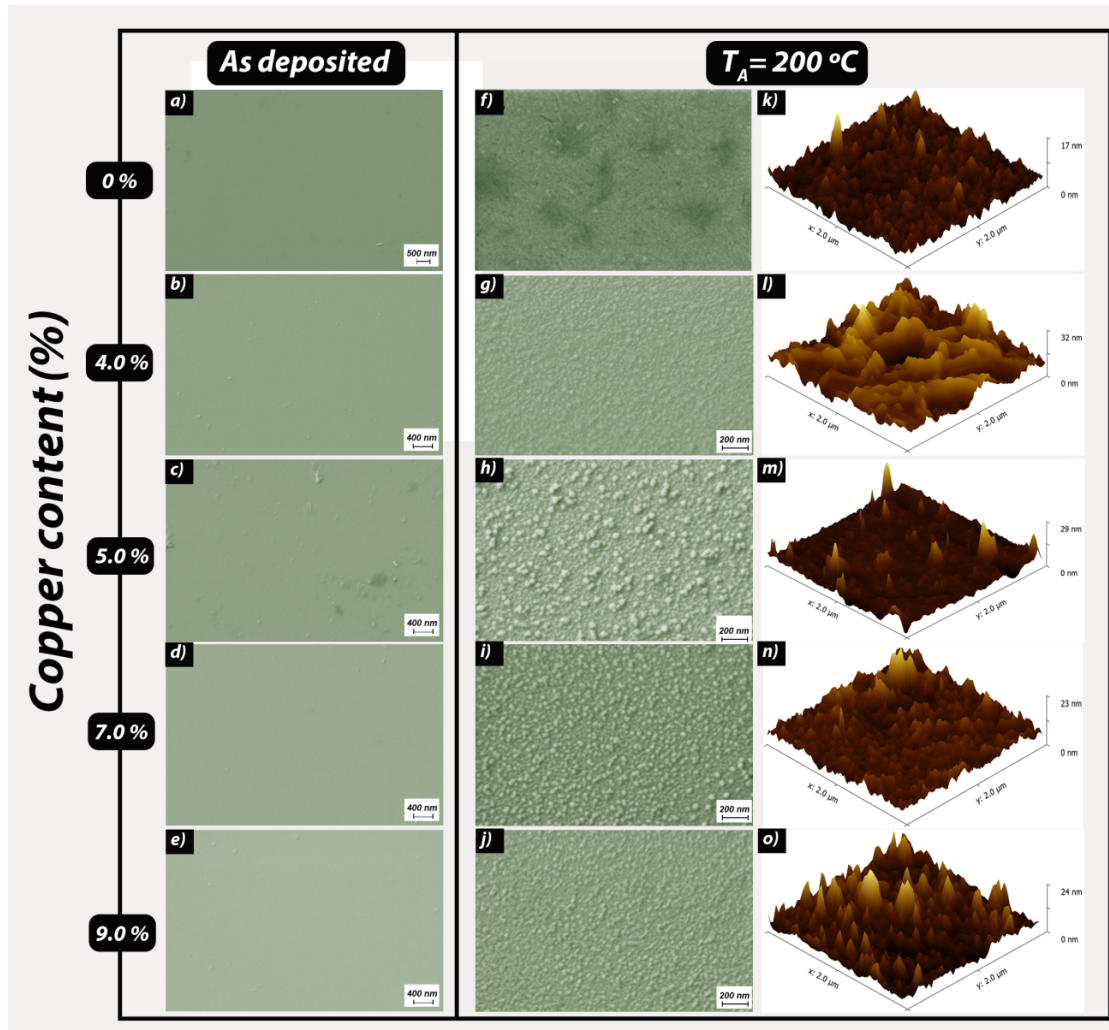 As deposited
T_A = 200 ºC
Copper content (%)
0 %
a)
500 nm
f)
k)
17 nm
0 nm
x: 2.0 µm
y: 2.0 µm
4.0 %
b)
400 nm
g)
200 nm
l)
32 nm
0 nm
x: 2.0 µm
y: 2.0 µm
5.0 %
c)
400 nm
h)
200 nm
m)
29 nm
0 nm
x: 2.0 µm
y: 2.0 µm
7.0 %
d)
400 nm
i)
200 nm
n)
23 nm
0 nm
x: 2.0 µm
y: 2.0 µm
9.0 %
e)
400 nm
j)
200 nm
o)
24 nm
0 nm
x: 2.0 µm
y: 2.0 µm